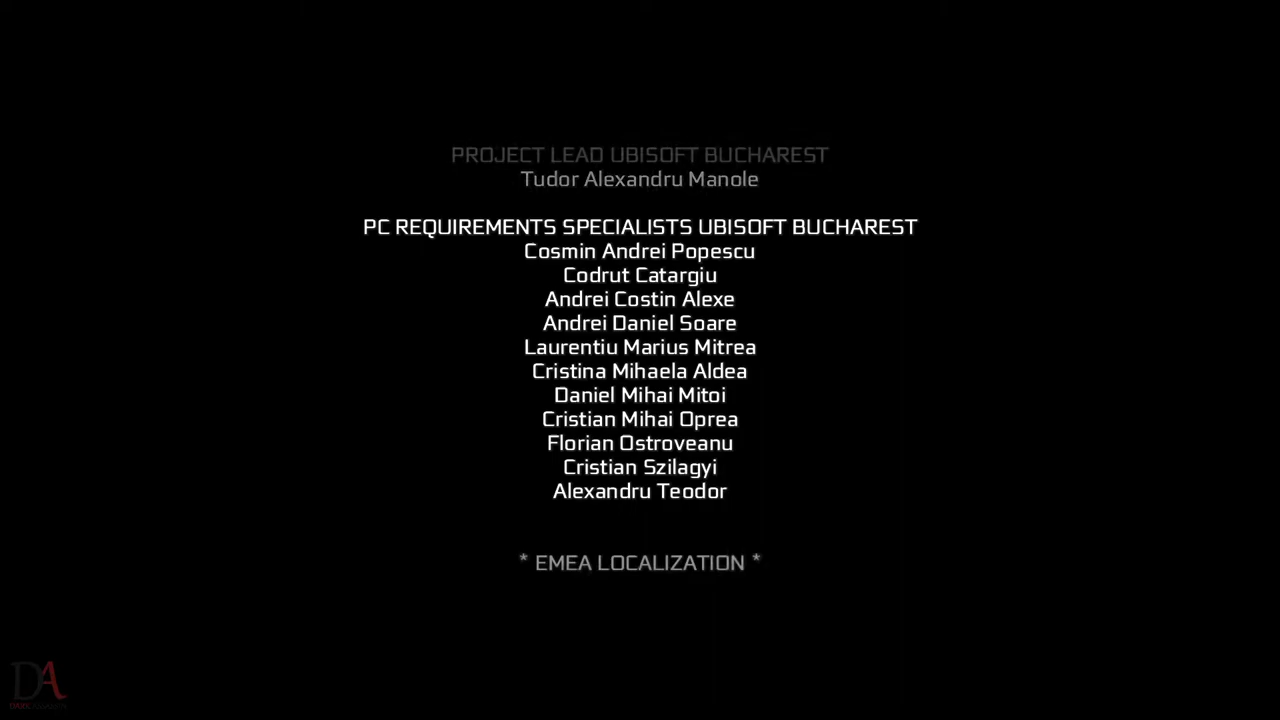 PROJECT LEAD UBISOFT BUCHAREST
Tudor Alexandru Manole
PC REQUIREMENTS SPECIALISTS UBISOFT BUCHAREST
Cosmin Andrei Popescu
Codrut Catargiu
Andrei Costin Alexe
Andrei Daniel Soare
Laurentiu Marius Mitrea
Cristina Mihaela Aldea
Daniel Mihai Mitoi
Cristian Mihai Oprea
Florian Ostroveanu
Cristian Szilagyi
Alexandru Teodor
* EMEA LOCALIZATION *
DA